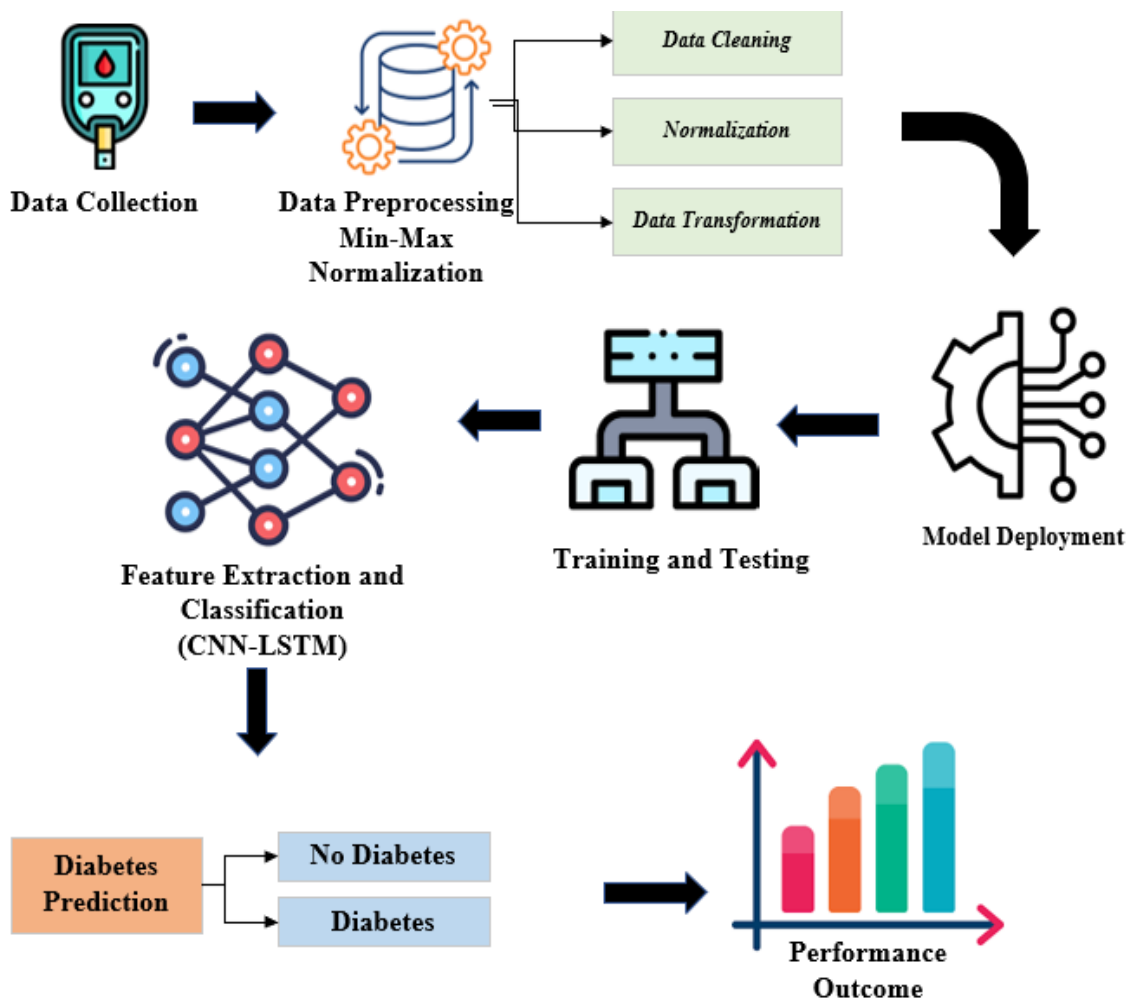 Data Collection
Data Preprocessing
Min-Max
Normalization
Data Cleaning
Normalization
Data Transformation
Model Deployment
Training and Testing
Feature Extraction and
Classification
(CNN-LSTM)
Diabetes
Prediction
No Diabetes
Diabetes
Performance
Outcome